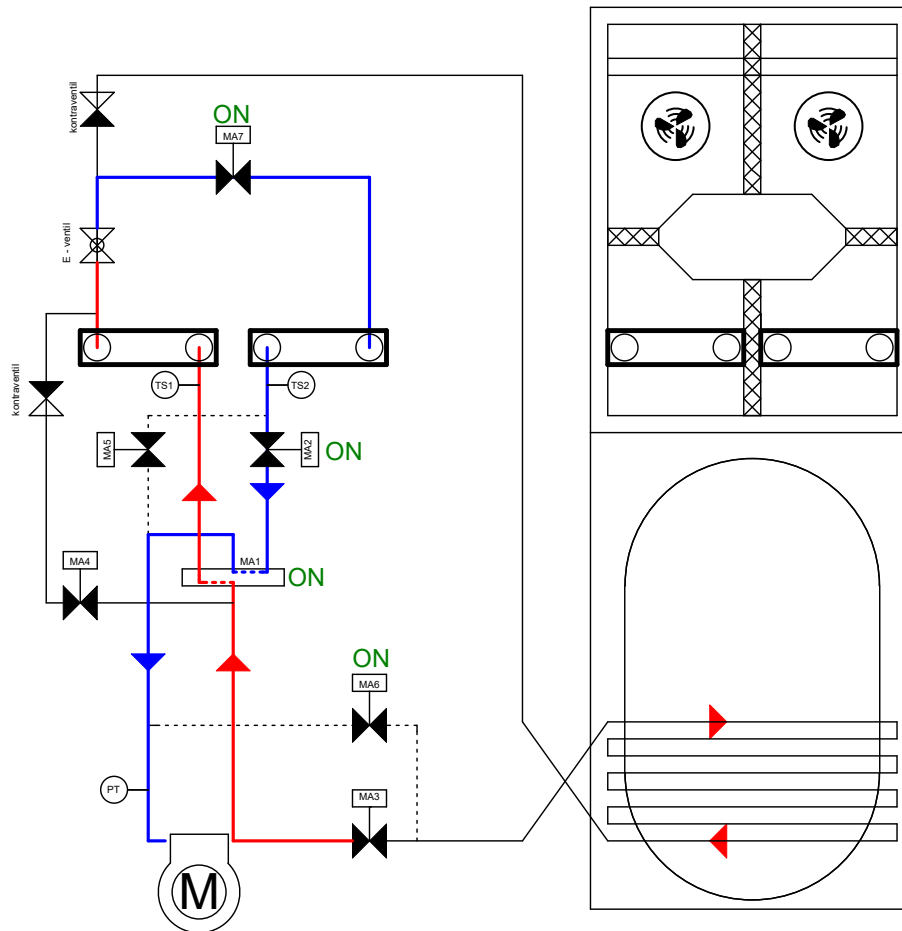 kontraventil
ON
MA7
E - ventil
TS1
TS2
kontraventil
MA5
MA2
ON
MA1
MA4
ON
ON
MA6
PT
MA3
M